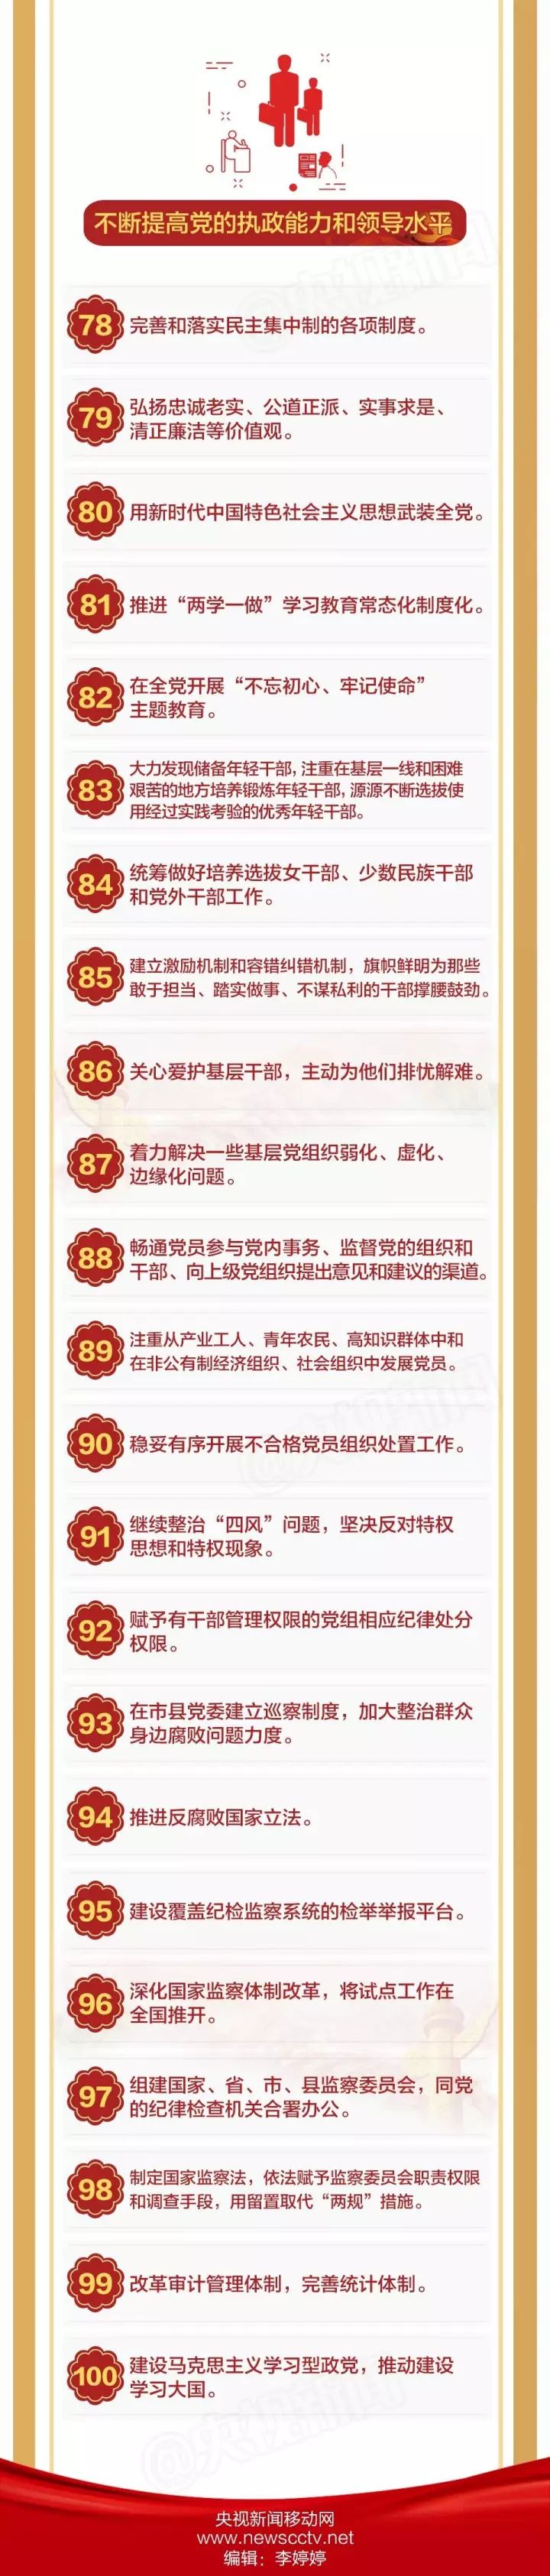 不断提高党的执政能力和领导水平
78 完善和落实民主集中制的各项制度。
79 弘扬忠诚老实、公道正派、实事求是、
清正廉洁等价值观。
80 用新时代中国特色社会主义思想武装全党。
81 推进“两学一做”学习教育常态化制度化。
82 在全党开展“不忘初心、牢记使命”
主题教育。
83 大力发现储备年轻干部,注重在基层一线和困难
艰苦的地方培养锻炼年轻干部,源源不断选拔使
用经过实践考验的优秀年轻干部。
84 统筹做好培养选拔女干部、少数民族干部
和党外干部工作。
85 建立激励机制和容错纠错机制，旗帜鲜明为那些
敢于担当、踏实做事、不谋私利的干部撑腰鼓劲。
86 关心爱护基层干部，主动为他们排忧解难。
87 着力解决一些基层党组织弱化、虚化、
边缘化问题。
88 畅通党员参与党内事务、监督党的组织和
干部、向上级党组织提出意见和建议的渠道。
89 注重从产业工人、青年农民、高知识群体中和
在非公有制经济组织、社会组织中发展党员。
90 稳妥有序开展不合格党员组织处置工作。
91 继续整治“四风”问题，坚决反对特权
思想和特权现象。
92 赋予有干部管理权限的党组相应纪律处分
权限。
93 在市县党委建立巡察制度，加大整治群众
身边腐败问题力度。
94 推进反腐败国家立法。
95 建设覆盖纪检监察系统的检举举报平台。
96 深化国家监察体制改革，将试点工作在
全国推开。
97 组建国家、省、市、县监察委员会，同党
的纪律检查机关合署办公。
98 制定国家监察法，依法赋予监察委员会职责权限
和调查手段，用留置取代“两规”措施。
99 改革审计管理体制，完善统计体制。
100 建设马克思主义学习型政党，推动建设
学习大国。
@央视新闻
央视新闻移动网
www.newscctv.net
编辑：李婷婷